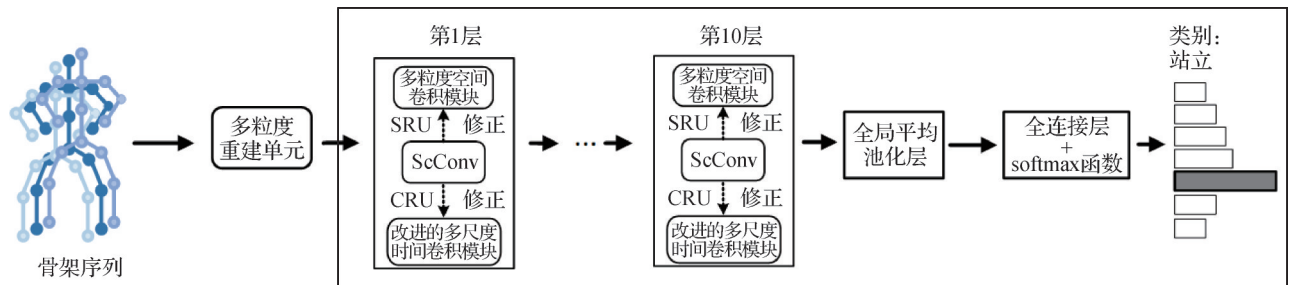 骨架序列
多粒度
重建单元
第1层
多粒度空间
卷积模块
SRU 修正
ScConv
CRU 修正
改进的多尺度
时间卷积模块
···
第10层
多粒度空间
卷积模块
SRU 修正
ScConv
CRU 修正
改进的多尺度
时间卷积模块
全局平均
池化层
全连接层
+
softmax函数
类别：
站立